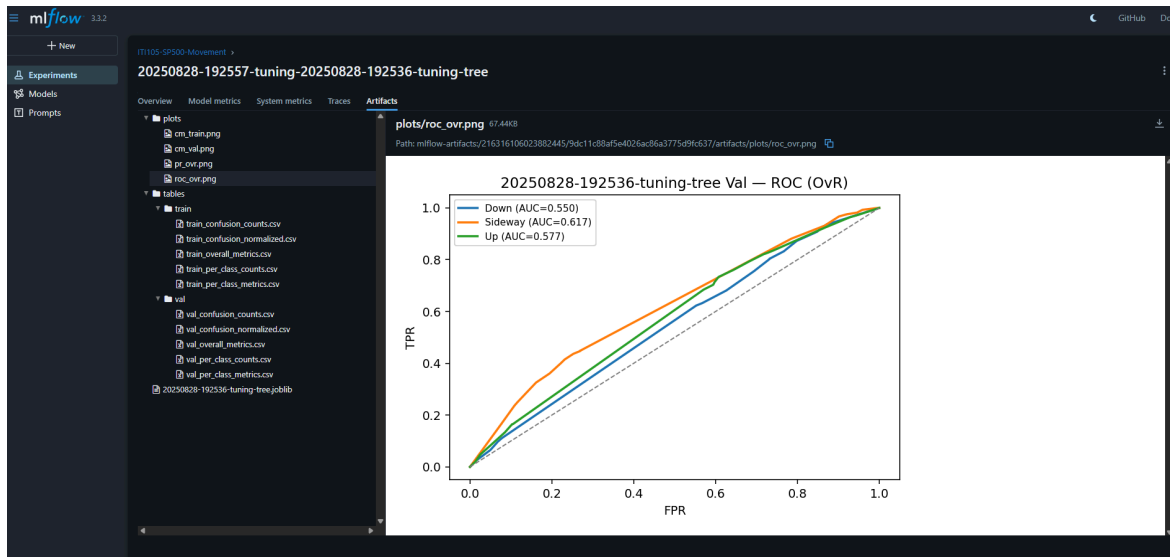 mlflow 3.3.2
GitHub
+ New
Experiments
Models
Prompts
ITI105-SP500-Movement >
20250828-192557-tuning-20250828-192536-tuning-tree
Overview Model metrics System metrics Traces Artifacts
plots
cm_train.png
cm_val.png
pr_ovr.png
roc_ovr.png
tables
train
train_confusion_counts.csv
train_confusion_normalized.csv
train_overall_metrics.csv
train_per_class_counts.csv
train_per_class_metrics.csv
val
val_confusion_counts.csv
val_confusion_normalized.csv
val_overall_metrics.csv
val_per_class_counts.csv
val_per_class_metrics.csv
20250828-192536-tuning-tree.joblib
plots/roc_ovr.png 67.44KB
Path: mlflow-artifacts:/216316106023882445/9dc11c88af5e4026ac86a3775d9fc637/artifacts/plots/roc_ovr.png
20250828-192536-tuning-tree Val — ROC (OvR)
Down (AUC=0.550)
Sideway (AUC=0.617)
Up (AUC=0.577)
TPR
1.0
0.8
0.6
0.4
0.2
0.0
0.0 0.2 0.4 0.6 0.8 1.0
FPR